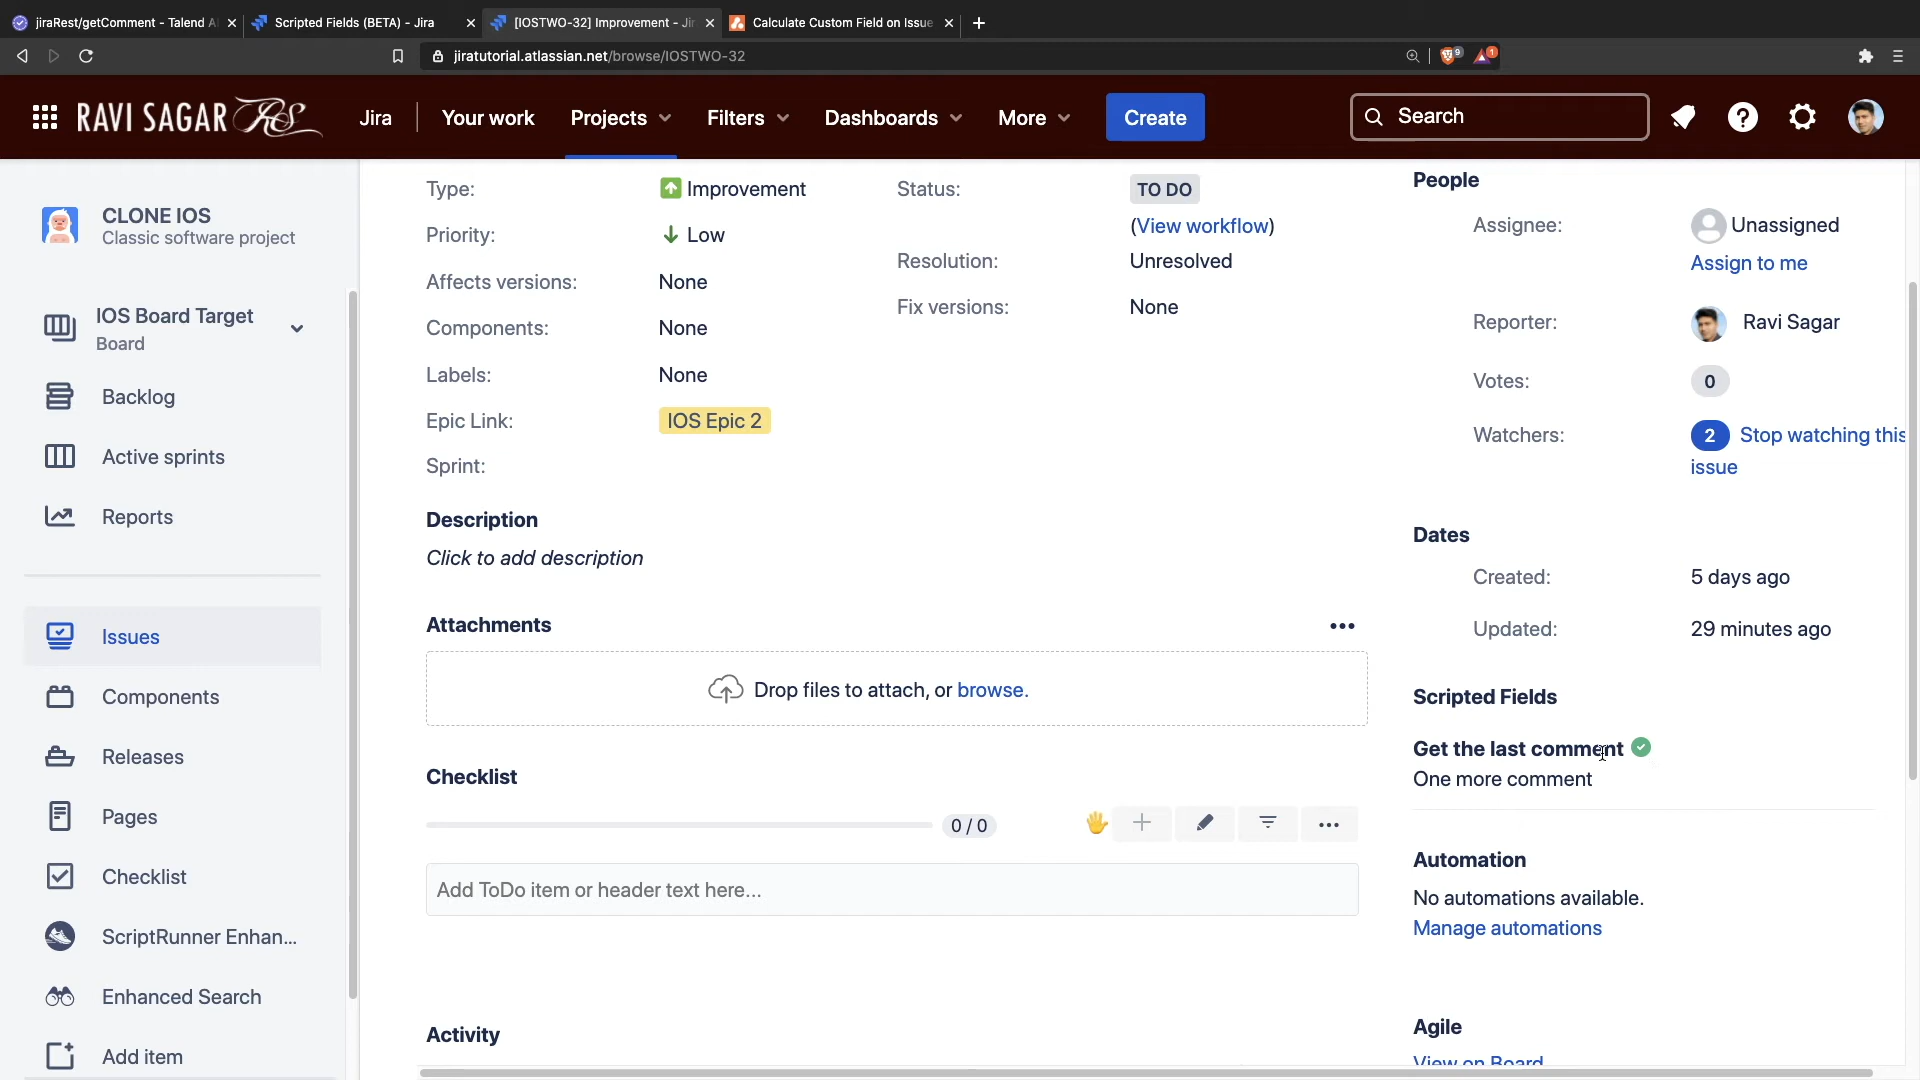 jiraRest/getComment - Talend A
Scripted Fields (BETA) - Jira
[IOSTWO-32] Improvement - Jir
Calculate Custom Field on Issue
jiratutorial.atlassian.net/browse/IOSTWO-32
9
1
RAVI SAGAR RS
Jira
Your work
Projects
Filters
Dashboards
More
Create
Search
CLONE IOS
Classic software project
IOS Board Target
Board
Backlog
Active sprints
Reports
Issues
Components
Releases
Pages
Checklist
ScriptRunner Enhan...
Enhanced Search
Add item
Type: Improvement
Priority: Low
Affects versions: None
Components: None
Labels: None
Epic Link: IOS Epic 2
Sprint:
Status: TO DO
(View workflow)
Resolution: Unresolved
Fix versions: None
Description
Click to add description
Attachments
Drop files to attach, or browse.
Checklist
0 / 0
Add ToDo item or header text here...
Activity
People
Assignee: Unassigned
Assign to me
Reporter: Ravi Sagar
Votes: 0
Watchers: 2 Stop watching this
issue
Dates
Created: 5 days ago
Updated: 29 minutes ago
Scripted Fields
Get the last comment
One more comment
Automation
No automations available.
Manage automations
Agile
View on Board